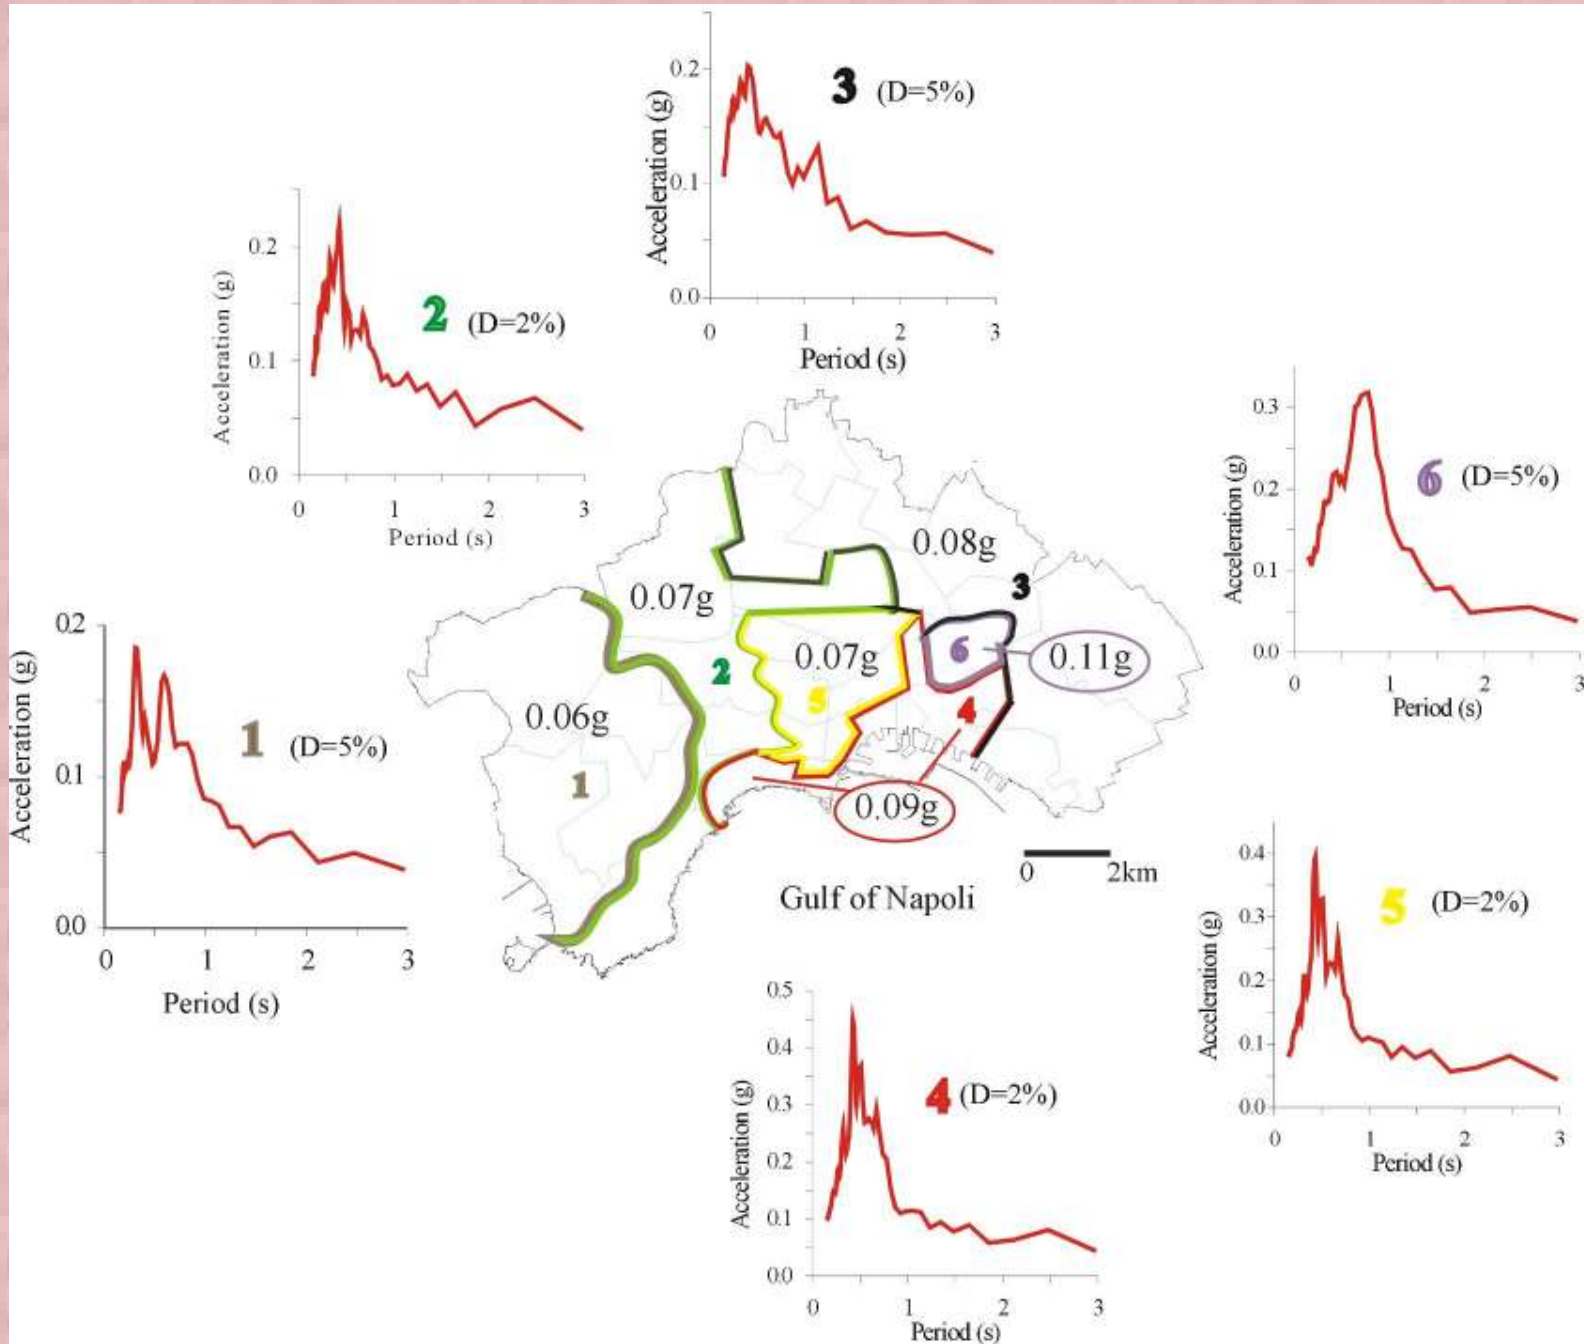 0.2
0.1
0.0
Acceleration (g)
3 (D=5%)
0 1 2 3
Period (s)
0.2
0.1
0.0
Acceleration (g)
2 (D=2%)
0 1 2 3
Period (s)
0.3
0.2
0.1
0.0
Acceleration (g)
6 (D=5%)
0 1 2 3
Period (s)
0.2
0.1
0.0
Acceleration (g)
1 (D=5%)
0 1 2 3
Period (s)
0.08g
3
0.07g
2
0.07g
5
6
0.11g
0.06g
1
4
0.09g
0 2km
Gulf of Napoli
0.4
0.3
0.2
0.1
0.0
Acceleration (g)
5 (D=2%)
0 1 2 3
Period (s)
0.5
0.4
0.3
0.2
0.1
0.0
Acceleration (g)
4 (D=2%)
0 1 2 3
Period (s)